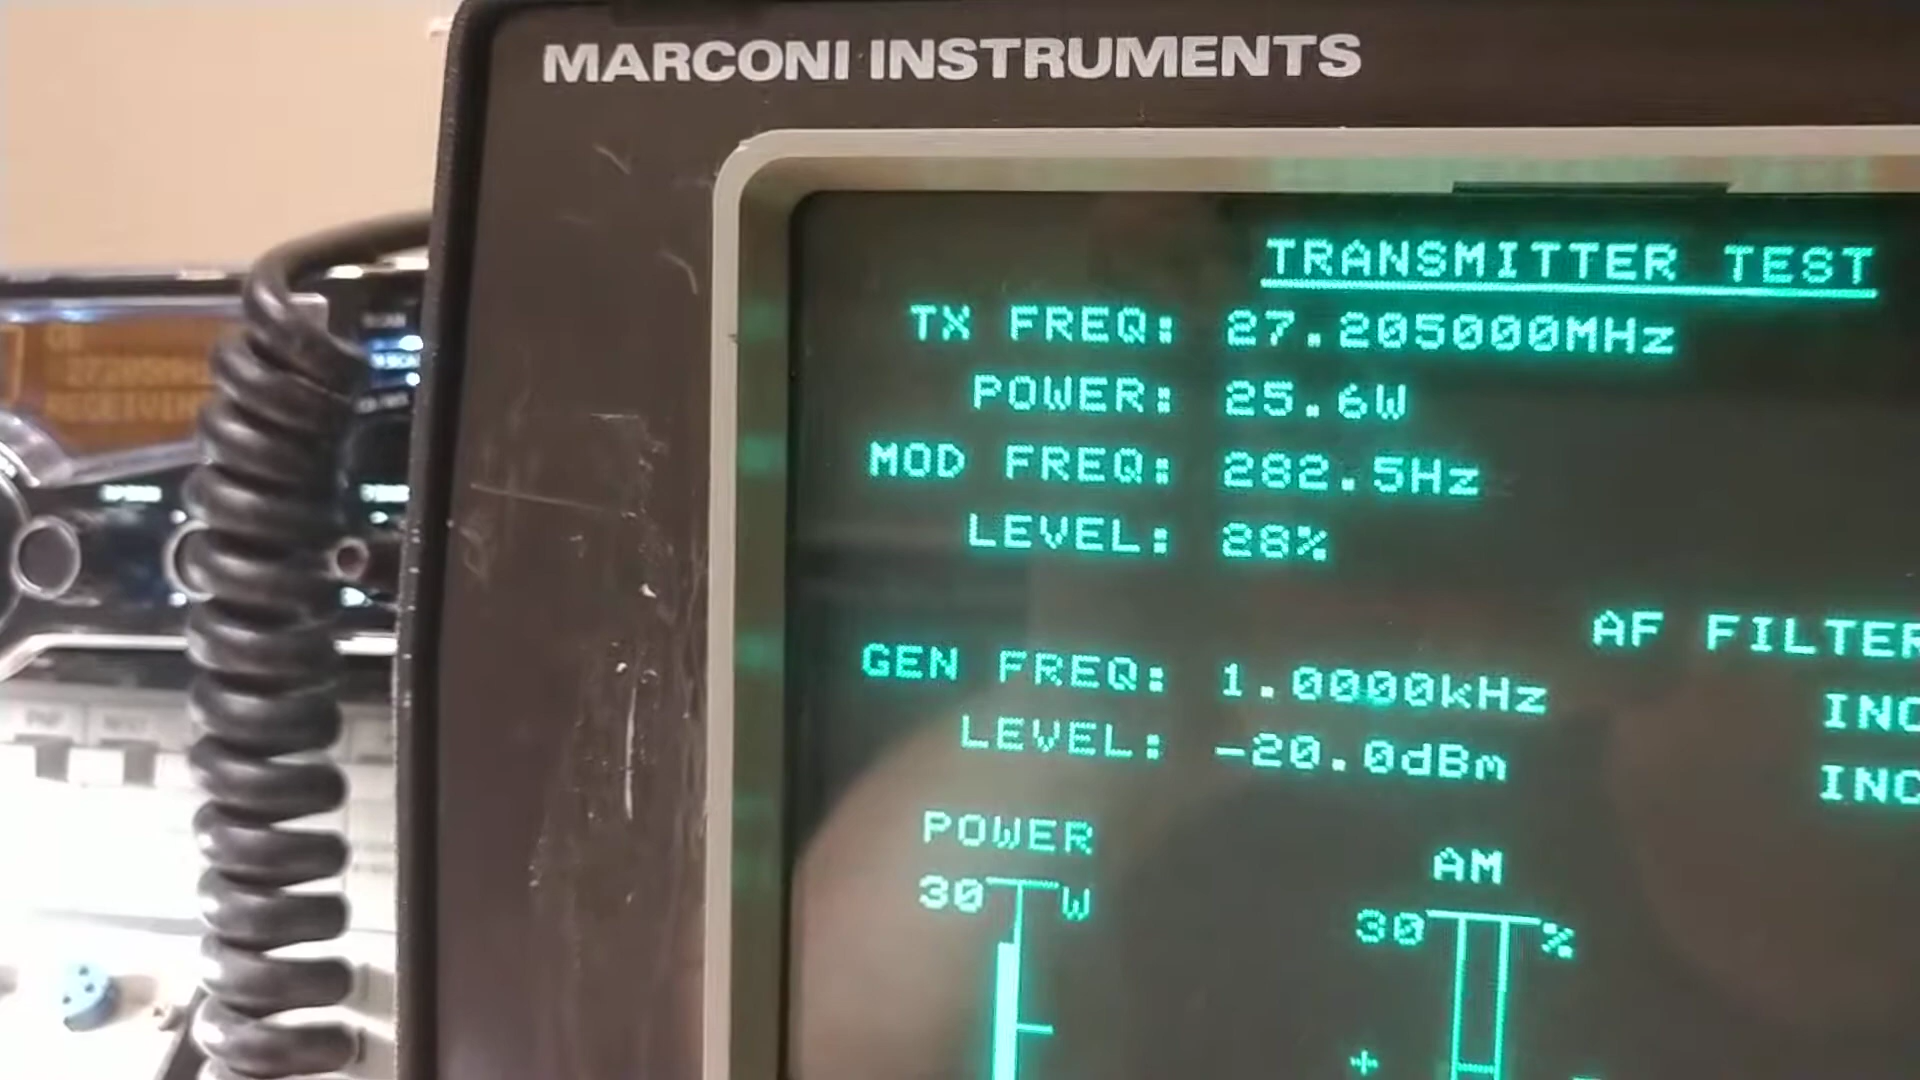 MARCONI INSTRUMENTS
TRANSMITTER TEST
TX FREQ: 27.205000MHz
POWER: 25.6W
MOD FREQ: 282.5Hz
LEVEL: 28%
AF FILTER
GEN FREQ: 1.0000kHz
INC
LEVEL: -20.0dBm
INC
POWER
AM
30 W
30 %
+